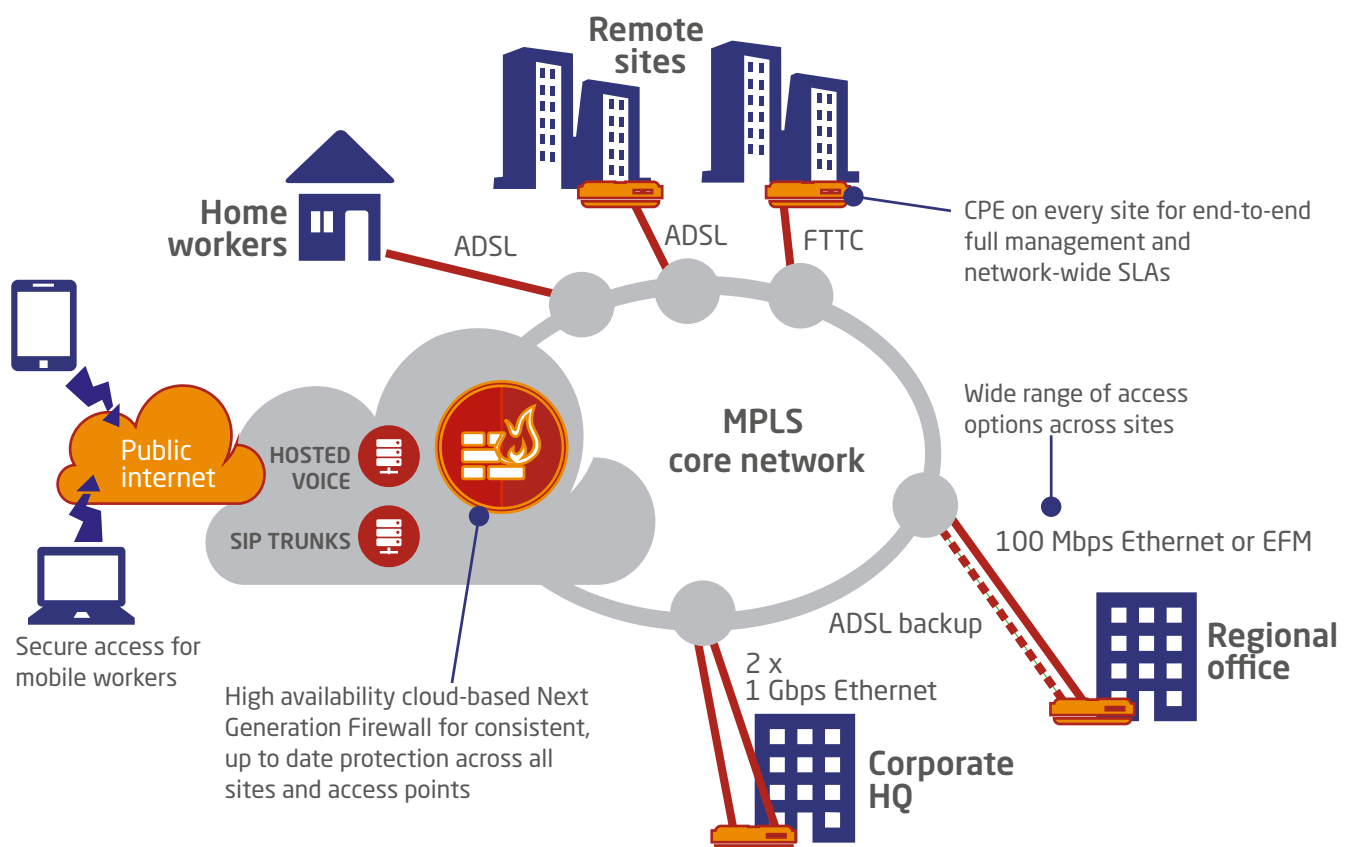 Remote
sites
Home
workers
ADSL
ADSL
FTTC
CPE on every site for end-to-end
full management and
network-wide SLAs
Public
internet
HOSTED
VOICE
SIP TRUNKS
MPLS
core network
Wide range of access
options across sites
100 Mbps Ethernet or EFM
ADSL backup
Regional
office
2 x
1 Gbps Ethernet
Corporate
HQ
Secure access for
mobile workers
High availability cloud-based Next
Generation Firewall for consistent,
up to date protection across all
sites and access points